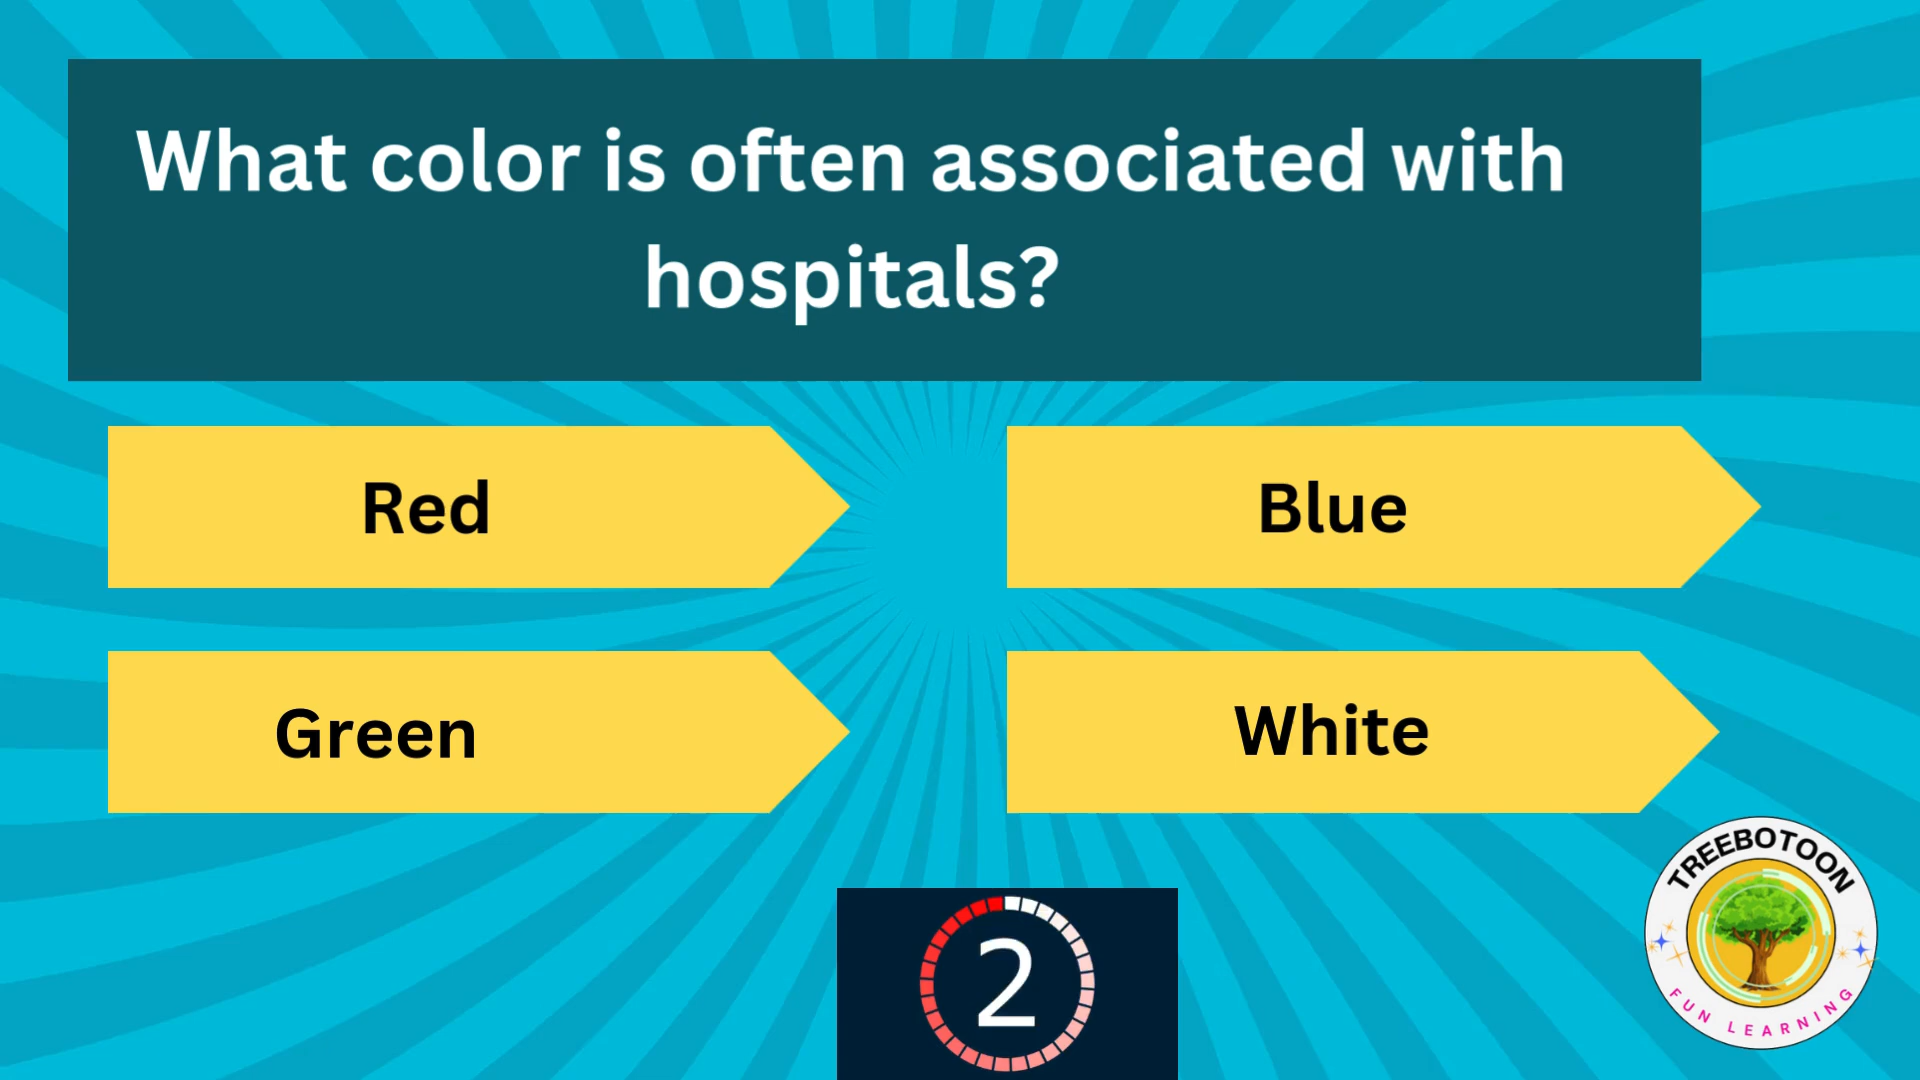 What color is often associated with
hospitals?
Red
Blue
Green
White
2
TREEBOTOON
FUN LEARNING